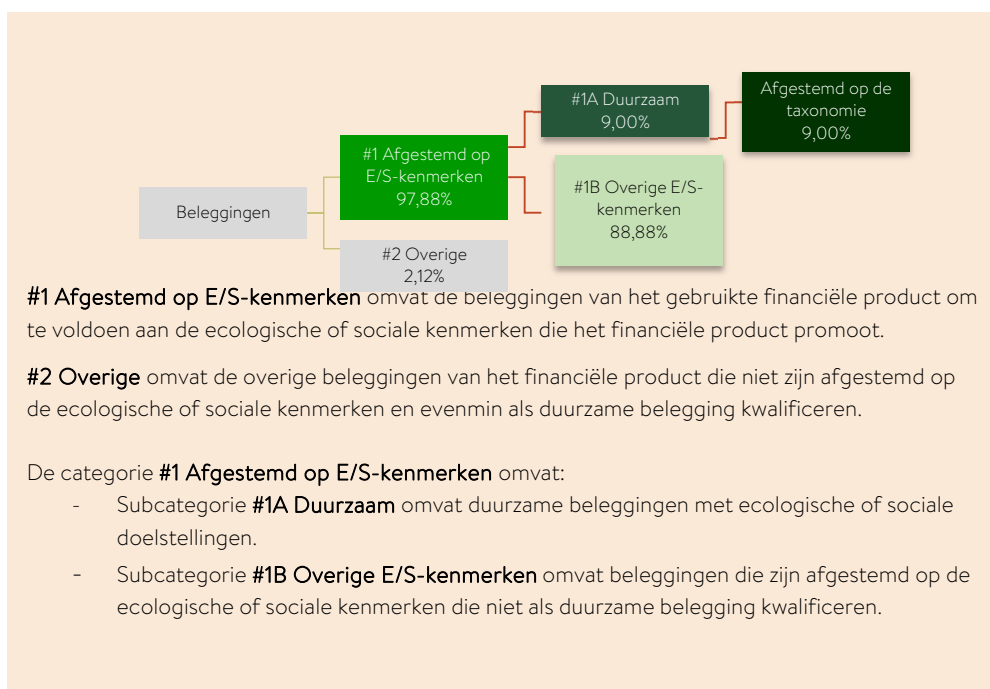 Beleggingen
#1 Afgestemd op
E/S-kenmerken
97,88%
#2 Overige
2,12%
#1A Duurzaam
9,00%
#1B Overige E/S-
kenmerken
88,88%
Afgestemd op de
taxonomie
9,00%
#1 Afgestemd op E/S-kenmerken omvat de beleggingen van het gebruikte financiële product om
te voldoen aan de ecologische of sociale kenmerken die het financiële product promoot.
#2 Overige omvat de overige beleggingen van het financiële product die niet zijn afgestemd op
de ecologische of sociale kenmerken en evenmin als duurzame belegging kwalificeren.
De categorie #1 Afgestemd op E/S-kenmerken omvat:
- Subcategorie #1A Duurzaam omvat duurzame beleggingen met ecologische of sociale
doelstellingen.
- Subcategorie #1B Overige E/S-kenmerken omvat beleggingen die zijn afgestemd op de
ecologische of sociale kenmerken die niet als duurzame belegging kwalificeren.